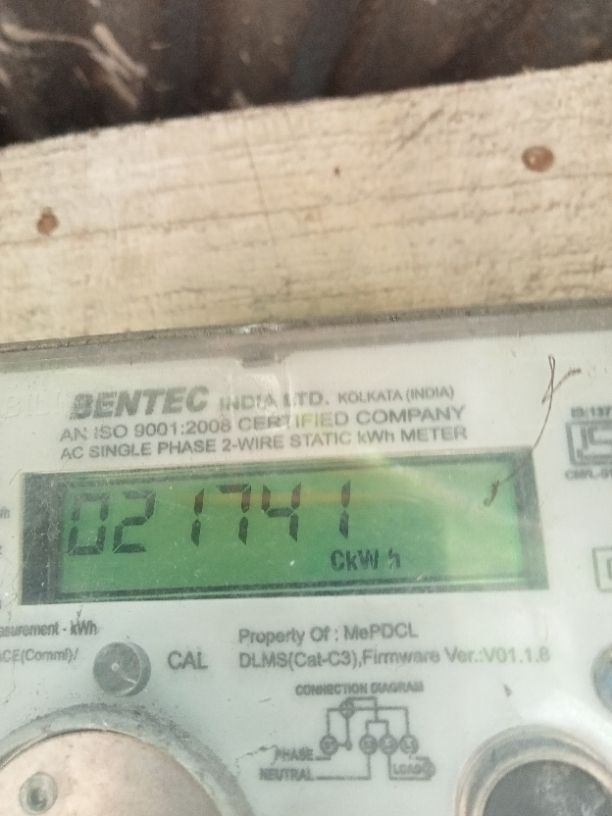 BENTEC INDIA LTD. KOLKATA (INDIA)
AN ISO 9001:2008 CERTIFIED COMPANY
AC SINGLE PHASE 2-WIRE STATIC kWh METER
021741
CkW h
kWh
CAL
Property Of : MePDCL
DLMS(Cat-C3),Firmware Ver.:V01.1.8
CONNECTION DIAGRAM
PHASE
NEUTRAL
LOAD